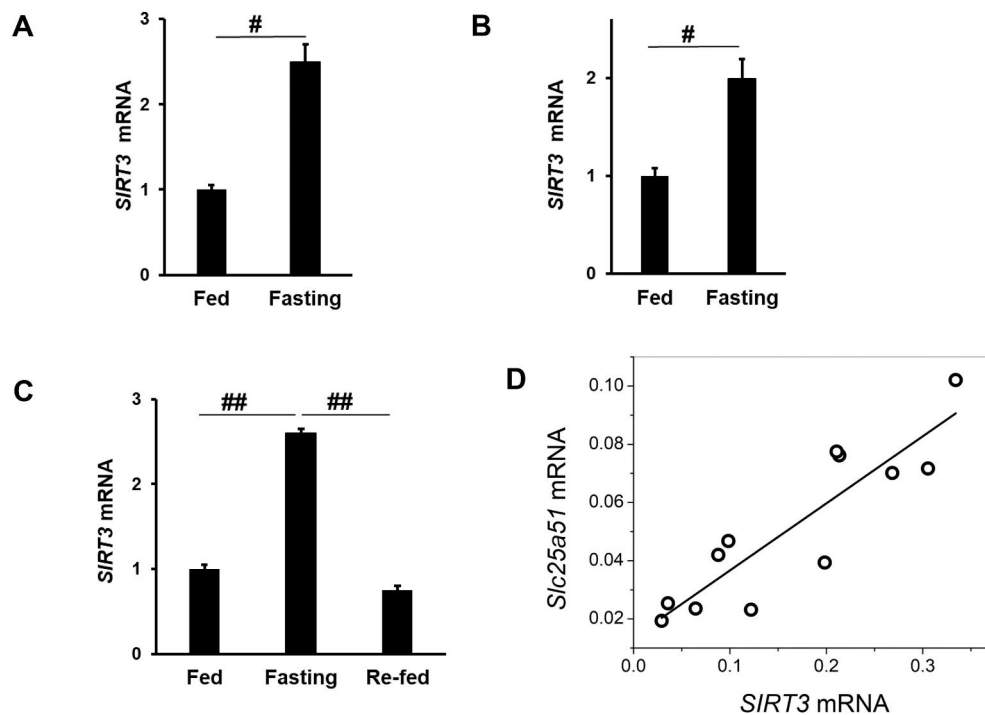 A
#
3
2
1
0
SIRT3 mRNA
Fed Fasting
B
#
2
1
0
SIRT3 mRNA
Fed Fasting
C
## ##
3
2
1
0
SIRT3 mRNA
Fed Fasting Re-fed
D
0.10
0.08
0.06
0.04
0.02
Slc25a51 mRNA
0.0 0.1 0.2 0.3
SIRT3 mRNA